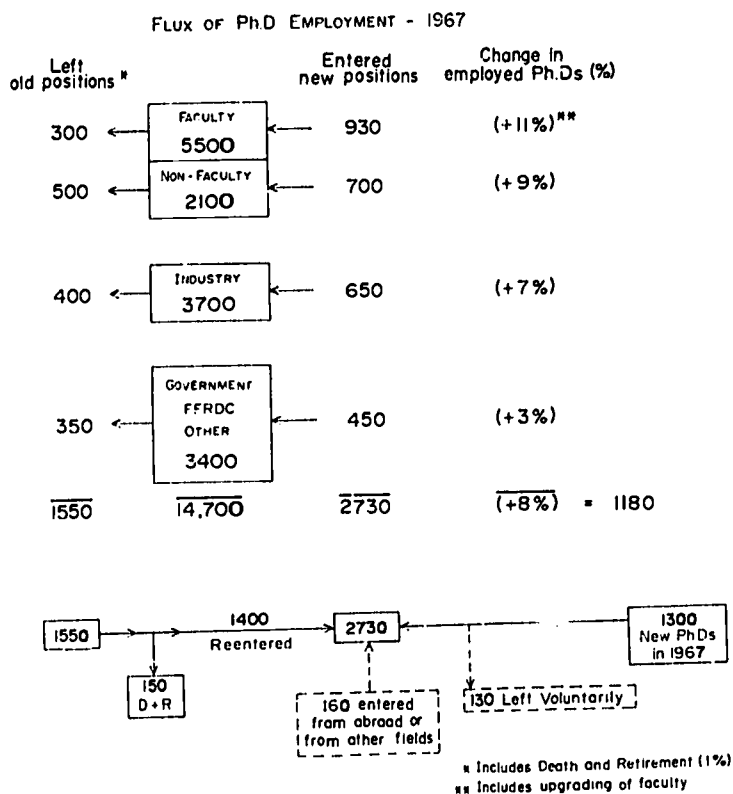 FLUX OF Ph.D EMPLOYMENT - 1967
Left
old positions *
Entered
new positions
Change in
employed Ph.Ds (%)
300
FACULTY
5500
930
(+11%)**
500
NON-FACULTY
2100
700
(+9%)
400
INDUSTRY
3700
650
(+7%)
350
GOVERNMENT
FFRDC
OTHER
3400
450
(+3%)
1550 14,700 2730 (+8%) = 1180
1550
1400
Reentered
2730
1300
New PhDs
in 1967
150
D+R
160 entered
from abroad or
from other fields
130 Left Voluntarily
* Includes Death and Retirement (1%)
** Includes upgrading of faculty